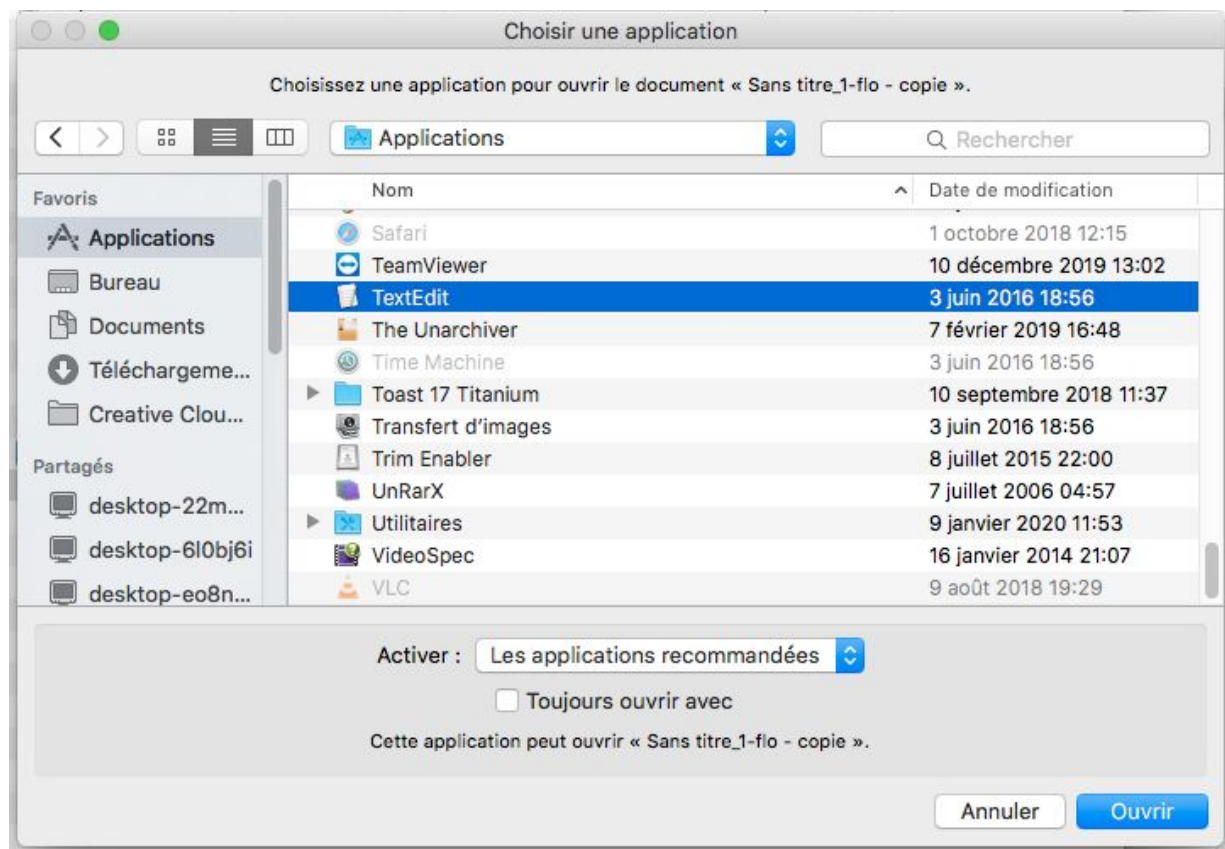 Choisir une application
Choisissez une application pour ouvrir le document « Sans titre_1-flo - copie ».
Applications
Rechercher
Favoris
Applications
Bureau
Documents
Téléchargeme...
Creative Clou...
Partagés
desktop-22m...
desktop-6l0bj6i
desktop-eo8n...
Nom Date de modification
Safari 1 octobre 2018 12:15
TeamViewer 10 décembre 2019 13:02
TextEdit 3 juin 2016 18:56
The Unarchiver 7 février 2019 16:48
Time Machine 3 juin 2016 18:56
Toast 17 Titanium 10 septembre 2018 11:37
Transfert d'images 3 juin 2016 18:56
Trim Enabler 8 juillet 2015 22:00
UnRarX 7 juillet 2006 04:57
Utilitaires 9 janvier 2020 11:53
VideoSpec 16 janvier 2014 21:07
VLC 9 août 2018 19:29
Activer : Les applications recommandées
Toujours ouvrir avec
Cette application peut ouvrir « Sans titre_1-flo - copie ».
Annuler Ouvrir